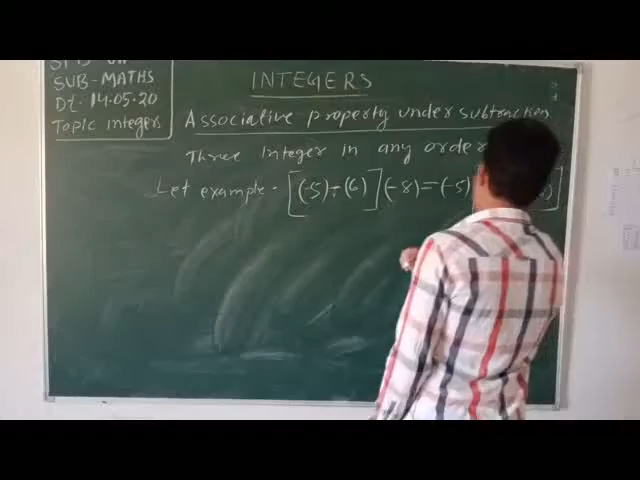 SUB-MATHS
Dt. 14.05.20
Topic integers
INTEGERS
Associative property under subtraction
Three integer in any order
Let example - [(-5)÷(6)](-8)=(-5)